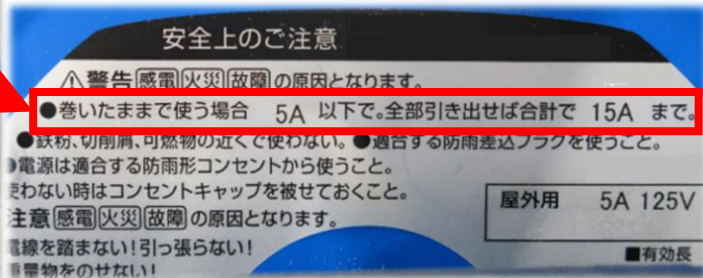 安全上のご注意
⚠警告 感電 火災 故障 の原因となります。
●巻いたままで使う場合 5A 以下で。全部引き出せば合計で 15A まで。
●鉄粉、切削屑、可燃物の近くで使わない。●適合する防雨差込プラグを使うこと。
●電源は適合する防雨形コンセントから使うこと。
使わない時はコンセントキャップを被せておくこと。
屋外用 5A 125V
注意 感電 火災 故障 の原因となります。
電線を踏まない!引っ張らない!
■有効長
重量物をのせない!